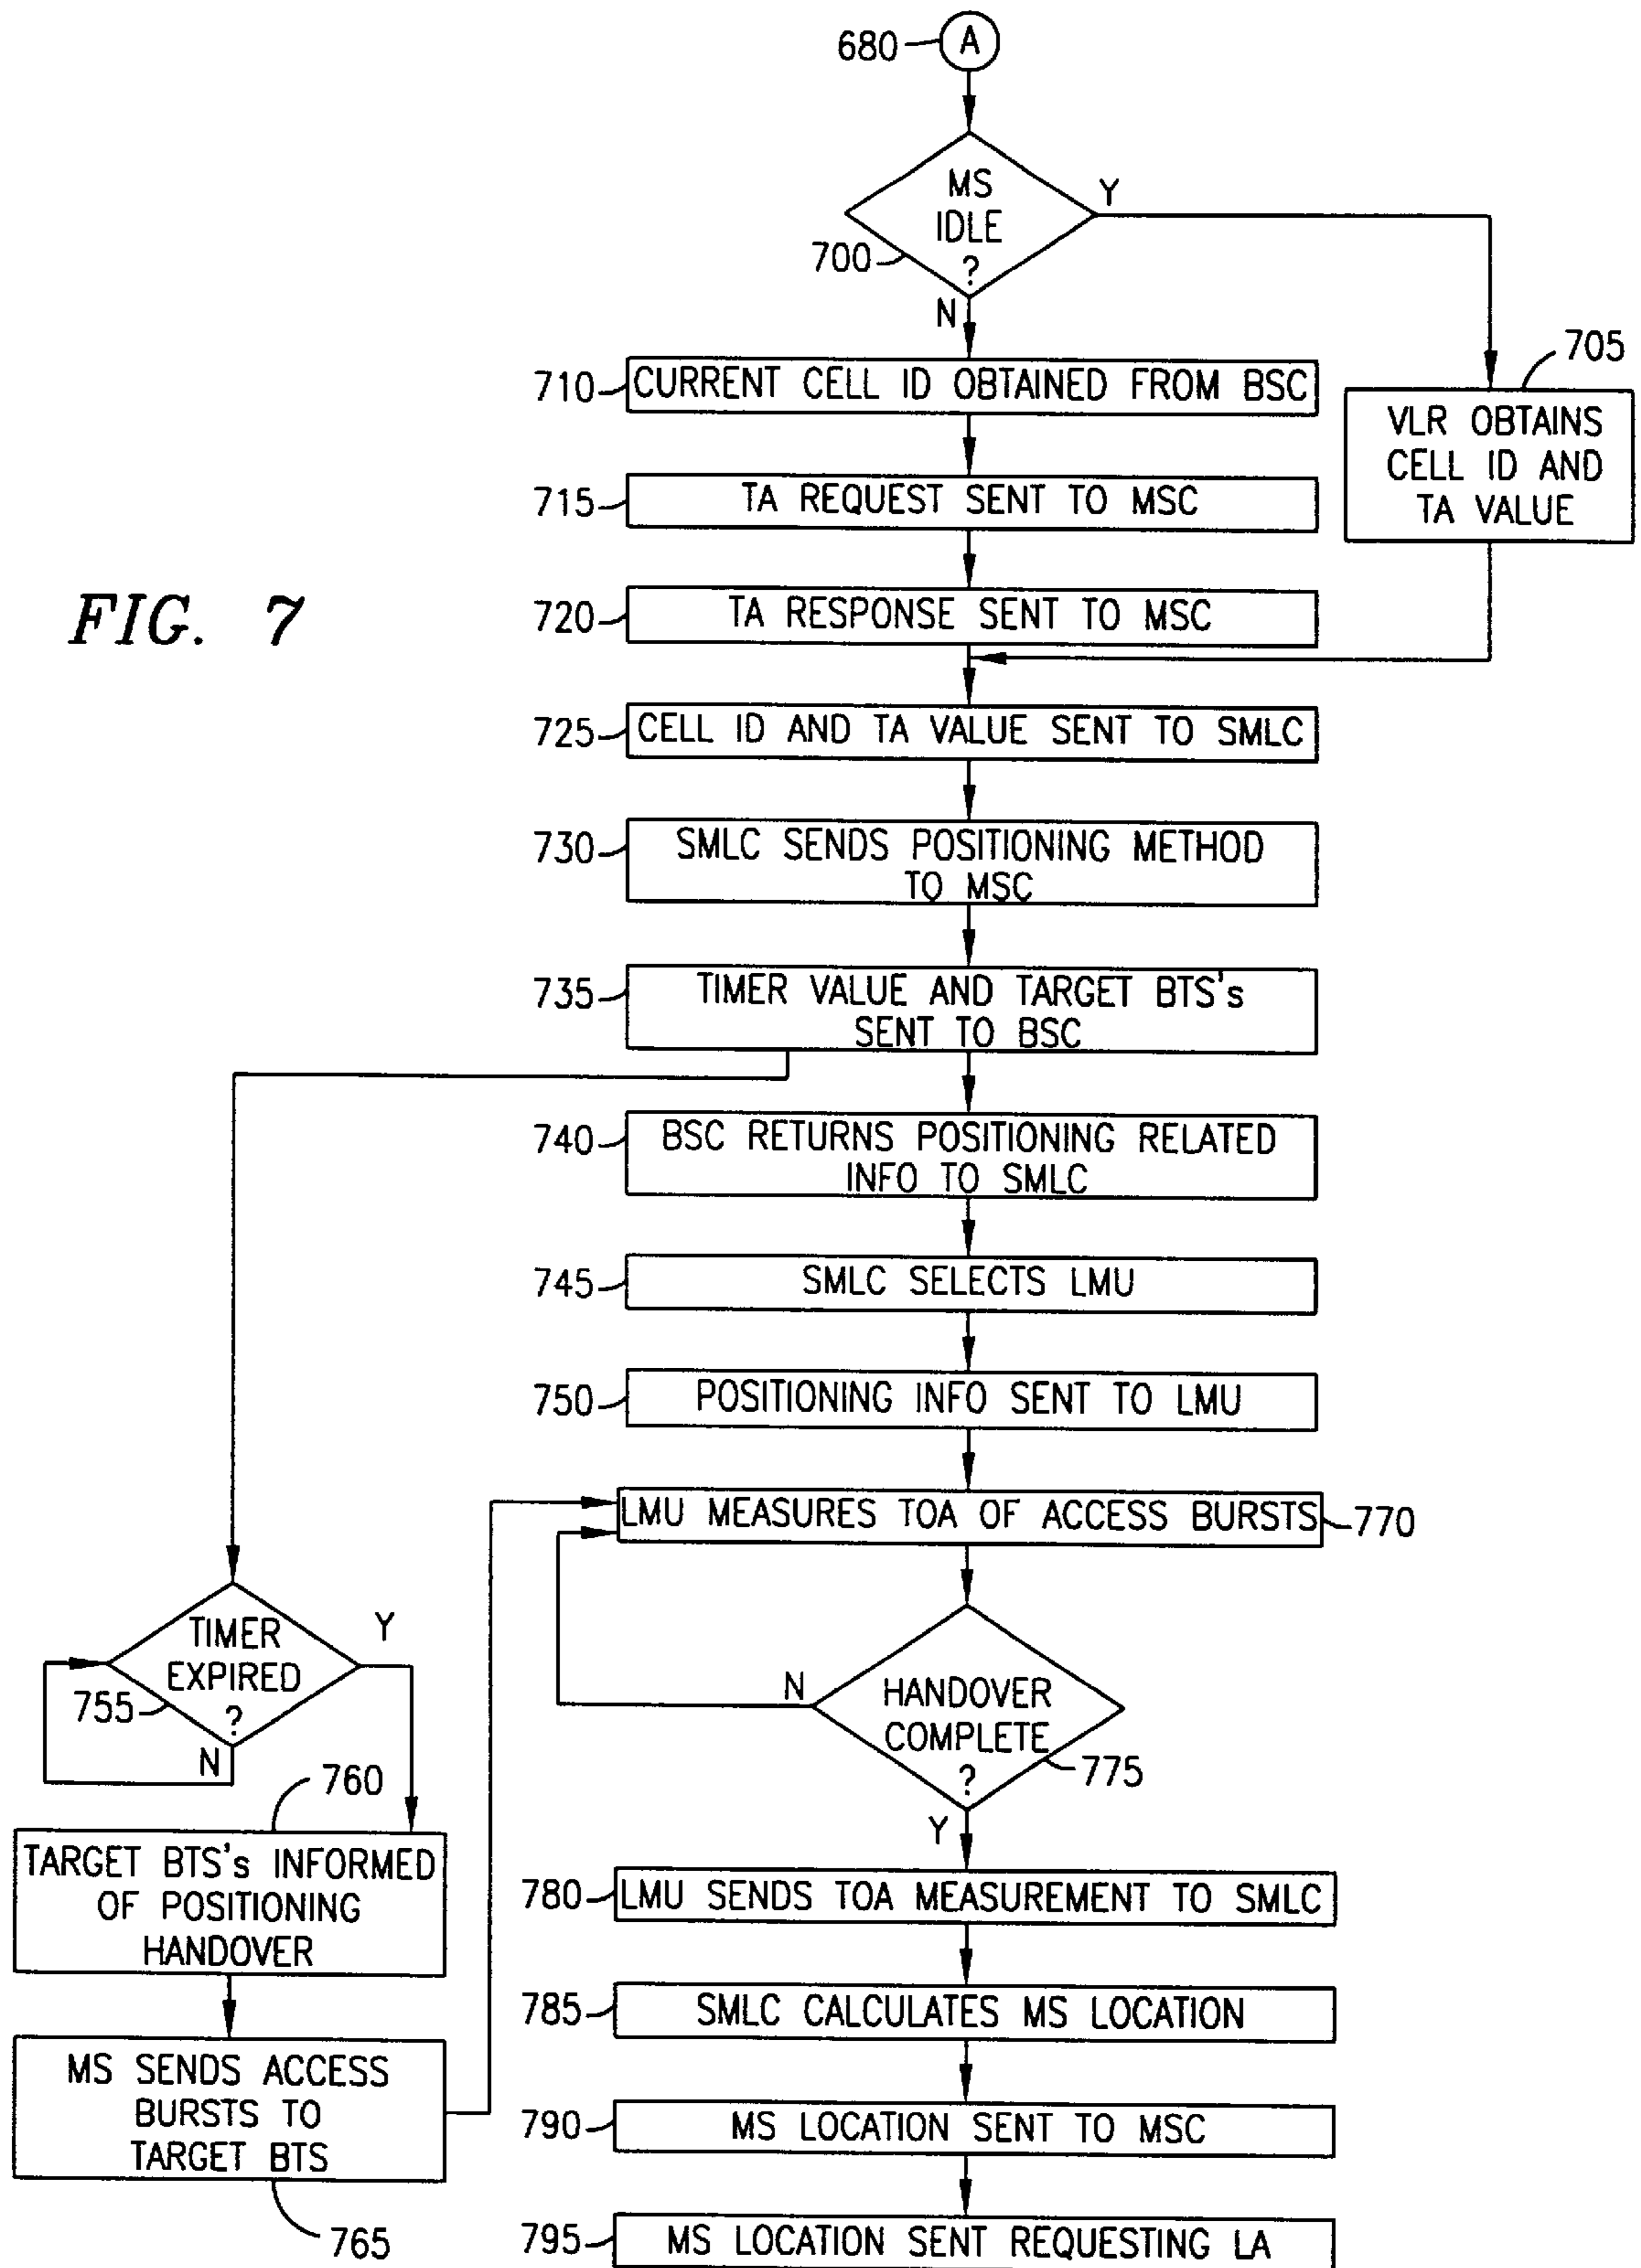 680
A
MS
IDLE
?
700
Y
N
705
710
CURRENT CELL ID OBTAINED FROM BSC
VLR OBTAINS
CELL ID AND
TA VALUE
715
TA REQUEST SENT TO MSC
FIG. 7
720
TA RESPONSE SENT TO MSC
725
CELL ID AND TA VALUE SENT TO SMLC
730
SMLC SENDS POSITIONING METHOD
TO MSC
735
TIMER VALUE AND TARGET BTS's
SENT TO BSC
740
BSC RETURNS POSITIONING RELATED
INFO TO SMLC
745
SMLC SELECTS LMU
750
POSITIONING INFO SENT TO LMU
LMU MEASURES TOA OF ACCESS BURSTS
770
TIMER
EXPIRED
?
755
Y
N
HANDOVER
COMPLETE
?
775
N
Y
760
TARGET BTS's INFORMED
OF POSITIONING
HANDOVER
780
LMU SENDS TOA MEASUREMENT TO SMLC
785
SMLC CALCULATES MS LOCATION
MS SENDS ACCESS
BURSTS TO
TARGET BTS
765
790
MS LOCATION SENT TO MSC
795
MS LOCATION SENT REQUESTING LA